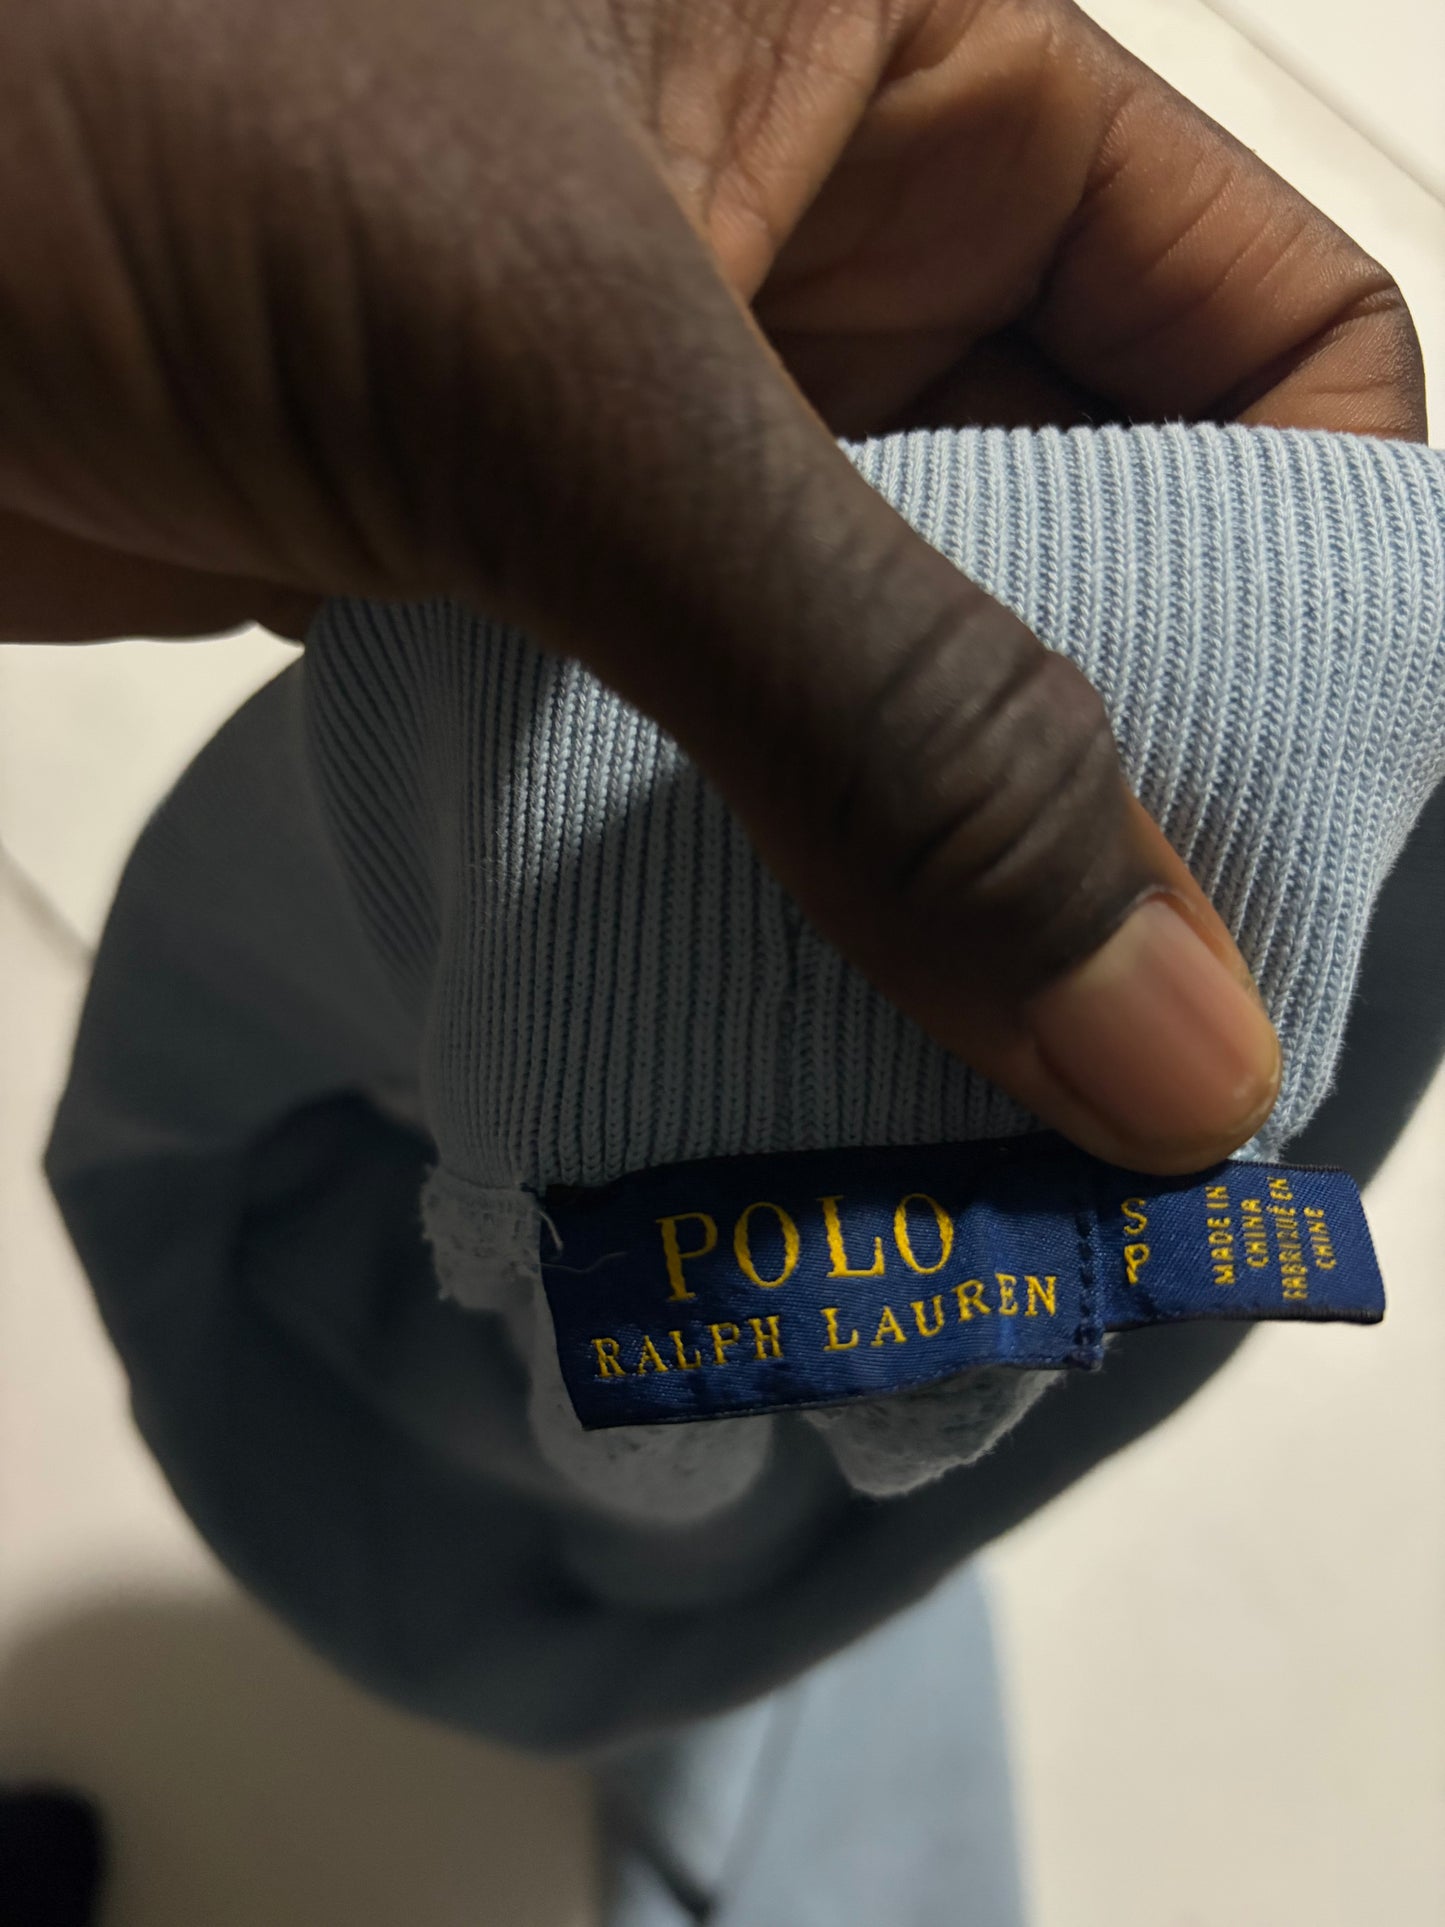 POLO
RALPH LAUREN
S
P
MADE IN
CHINA
FABRIQUÉ EN
CHINE